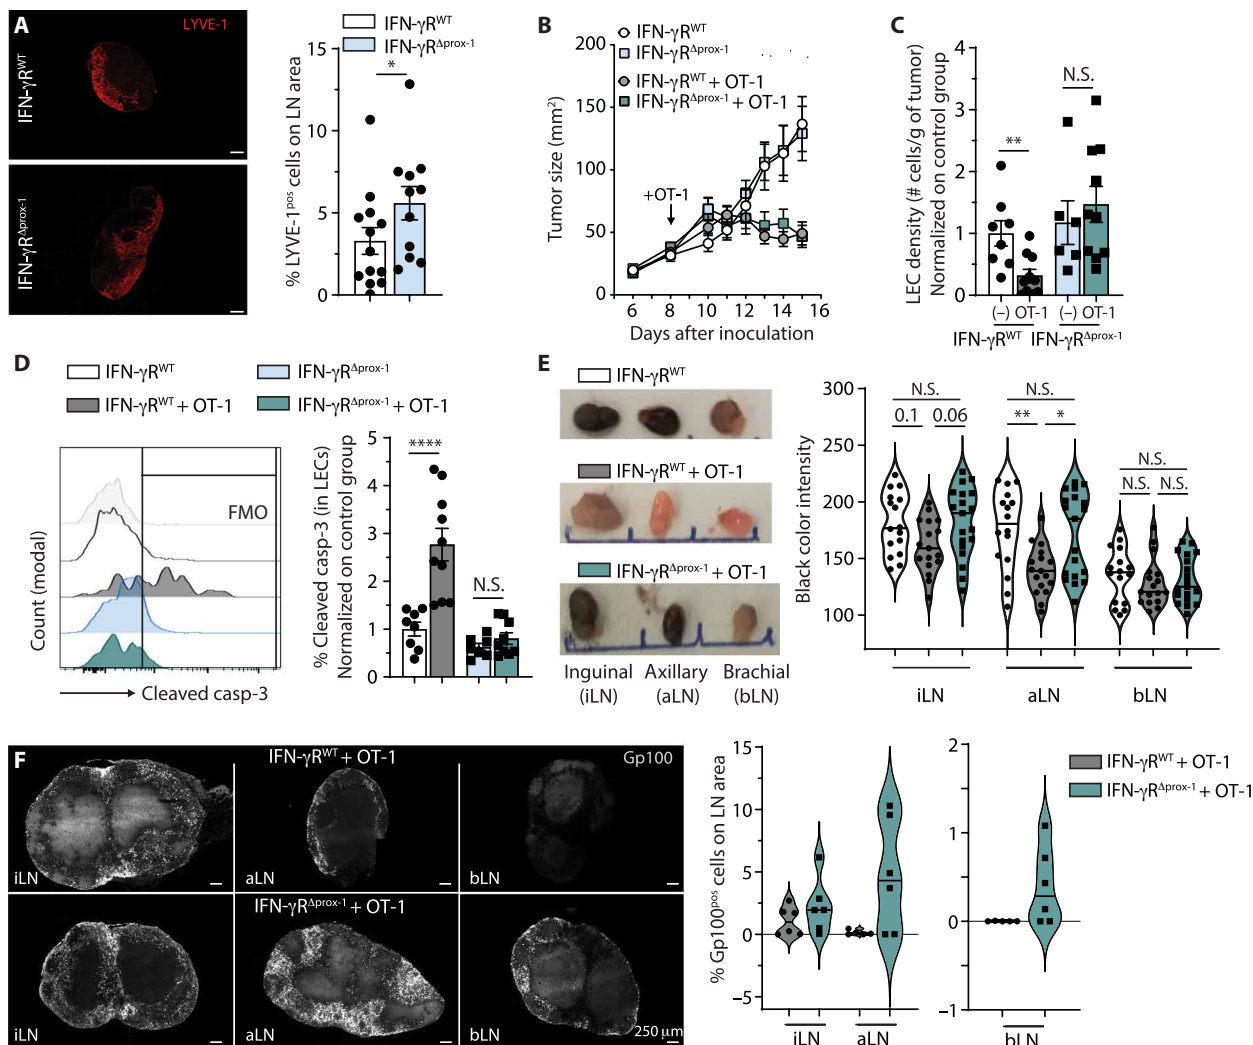 A
LYVE-1
IFN-γR^WT
IFN-γR^Δprox-1
IFN-γR^WT
IFN-γR^Δprox-1
*
% LYVE-1^pos cells on LN area
15
10
5
0
B
IFN-γR^WT
IFN-γR^Δprox-1
IFN-γR^WT + OT-1
IFN-γR^Δprox-1 + OT-1
Tumor size (mm²)
200
150
100
50
0
+OT-1
6 8 10 11 12 13 14 15 16
Days after inoculation
C
LEC density (# cells/g of tumor)
Normalized on control group
4
3
2
1
0
**
N.S.
(–) OT-1 (–) OT-1
IFN-γR^WT IFN-γR^Δprox-1
D
IFN-γR^WT
IFN-γR^Δprox-1
IFN-γR^WT + OT-1
IFN-γR^Δprox-1 + OT-1
FMO
Count (modal)
Cleaved casp-3
% Cleaved casp-3 (in LECs)
Normalized on control group
5
4
3
2
1
0
****
N.S.
E
IFN-γR^WT
IFN-γR^WT + OT-1
IFN-γR^Δprox-1 + OT-1
Inguinal Axillary Brachial
(iLN) (aLN) (bLN)
Black color intensity
300
250
200
150
100
N.S.
0.1 0.06
N.S.
** *
N.S.
N.S. N.S.
iLN aLN bLN
F
IFN-γR^WT + OT-1
Gp100
iLN aLN bLN
IFN-γR^Δprox-1 + OT-1
iLN aLN bLN
250 μm
% Gp100^pos cells on LN area
15
10
5
0
−5
iLN aLN
2
1
0
−1
bLN
IFN-γR^WT + OT-1
IFN-γR^Δprox-1 + OT-1